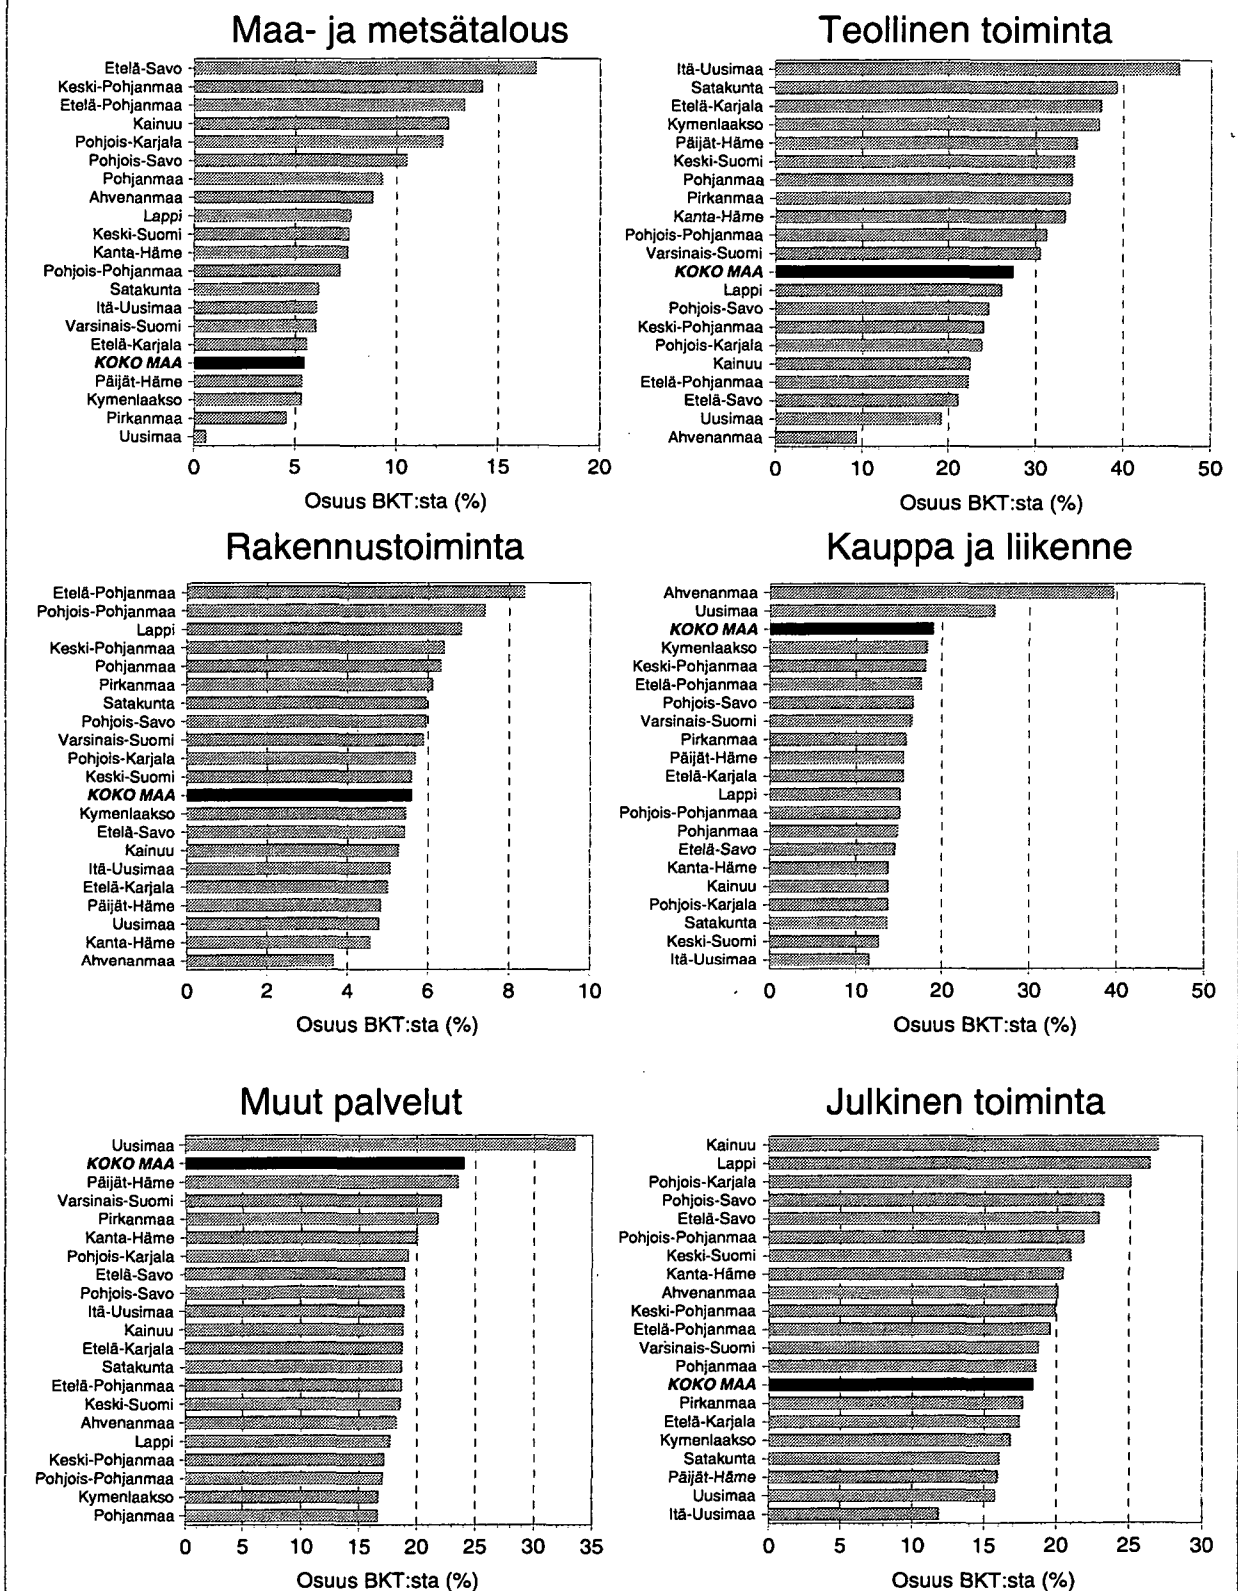 Maa- ja metsätalous
Etelä-Savo
Keski-Pohjanmaa
Etelä-Pohjanmaa
Kainuu
Pohjois-Karjala
Pohjois-Savo
Pohjanmaa
Ahvenanmaa
Lappi
Keski-Suomi
Kanta-Häme
Pohjois-Pohjanmaa
Satakunta
Itä-Uusimaa
Varsinais-Suomi
Etelä-Karjala
KOKO MAA
Päijät-Häme
Kymenlaakso
Pirkanmaa
Uusimaa
0 5 10 15 20
Osuus BKT:sta (%)
Teollinen toiminta
Itä-Uusimaa
Satakunta
Etelä-Karjala
Kymenlaakso
Päijät-Häme
Keski-Suomi
Pohjanmaa
Pirkanmaa
Kanta-Häme
Pohjois-Pohjanmaa
Varsinais-Suomi
KOKO MAA
Lappi
Pohjois-Savo
Keski-Pohjanmaa
Pohjois-Karjala
Kainuu
Etelä-Pohjanmaa
Etelä-Savo
Uusimaa
Ahvenanmaa
0 10 20 30 40 50
Osuus BKT:sta (%)
Rakennustoiminta
Etelä-Pohjanmaa
Pohjois-Pohjanmaa
Lappi
Keski-Pohjanmaa
Pohjanmaa
Pirkanmaa
Satakunta
Pohjois-Savo
Varsinais-Suomi
Pohjois-Karjala
Keski-Suomi
KOKO MAA
Kymenlaakso
Etelä-Savo
Kainuu
Itä-Uusimaa
Etelä-Karjala
Päijät-Häme
Uusimaa
Kanta-Häme
Ahvenanmaa
0 2 4 6 8 10
Osuus BKT:sta (%)
Kauppa ja liikenne
Ahvenanmaa
Uusimaa
KOKO MAA
Kymenlaakso
Keski-Pohjanmaa
Etelä-Pohjanmaa
Pohjois-Savo
Varsinais-Suomi
Pirkanmaa
Päijät-Häme
Etelä-Karjala
Lappi
Pohjois-Pohjanmaa
Pohjanmaa
Etelä-Savo
Kanta-Häme
Kainuu
Pohjois-Karjala
Satakunta
Keski-Suomi
Itä-Uusimaa
0 10 20 30 40 50
Osuus BKT:sta (%)
Muut palvelut
Uusimaa
KOKO MAA
Päijät-Häme
Varsinais-Suomi
Pirkanmaa
Kanta-Häme
Pohjois-Karjala
Etelä-Savo
Pohjois-Savo
Itä-Uusimaa
Kainuu
Etelä-Karjala
Satakunta
Etelä-Pohjanmaa
Keski-Suomi
Ahvenanmaa
Lappi
Keski-Pohjanmaa
Pohjois-Pohjanmaa
Kymenlaakso
Pohjanmaa
0 5 10 15 20 25 30 35
Osuus BKT:sta (%)
Julkinen toiminta
Kainuu
Lappi
Pohjois-Karjala
Pohjois-Savo
Etelä-Savo
Pohjois-Pohjanmaa
Keski-Suomi
Kanta-Häme
Ahvenanmaa
Keski-Pohjanmaa
Etelä-Pohjanmaa
Varsinais-Suomi
Pohjanmaa
KOKO MAA
Pirkanmaa
Etelä-Karjala
Kymenlaakso
Satakunta
Päijät-Häme
Uusimaa
Itä-Uusimaa
0 5 10 15 20 25 30
Osuus BKT:sta (%)